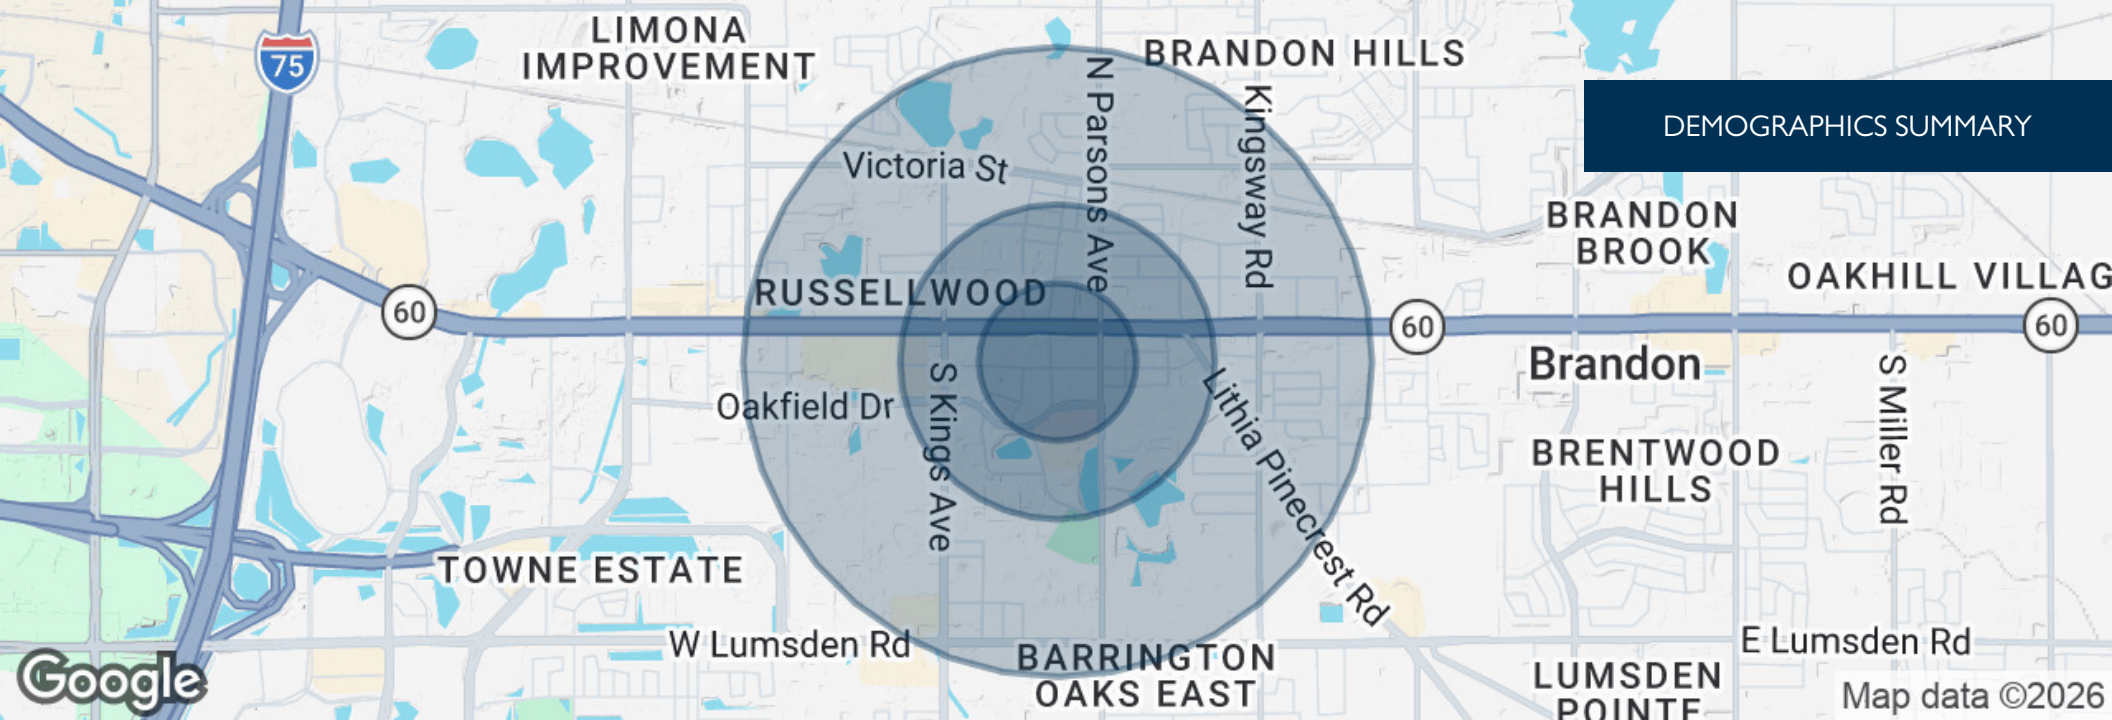 LIMONA
IMPROVEMENT
BRANDON HILLS
75
N Parsons Ave
Kingsway Rd
DEMOGRAPHICS SUMMARY
Victoria St
BRANDON
BROOK
OAKHILL VILLAG
RUSSELLWOOD
60
60
60
Brandon
Oakfield Dr
S Kings Ave
Lithia Pinecrest Rd
S Miller Rd
BRENTWOOD
HILLS
TOWNE ESTATE
W Lumsden Rd
BARRINGTON
OAKS EAST
E Lumsden Rd
LUMSDEN
POINTE
Google
Map data ©2026